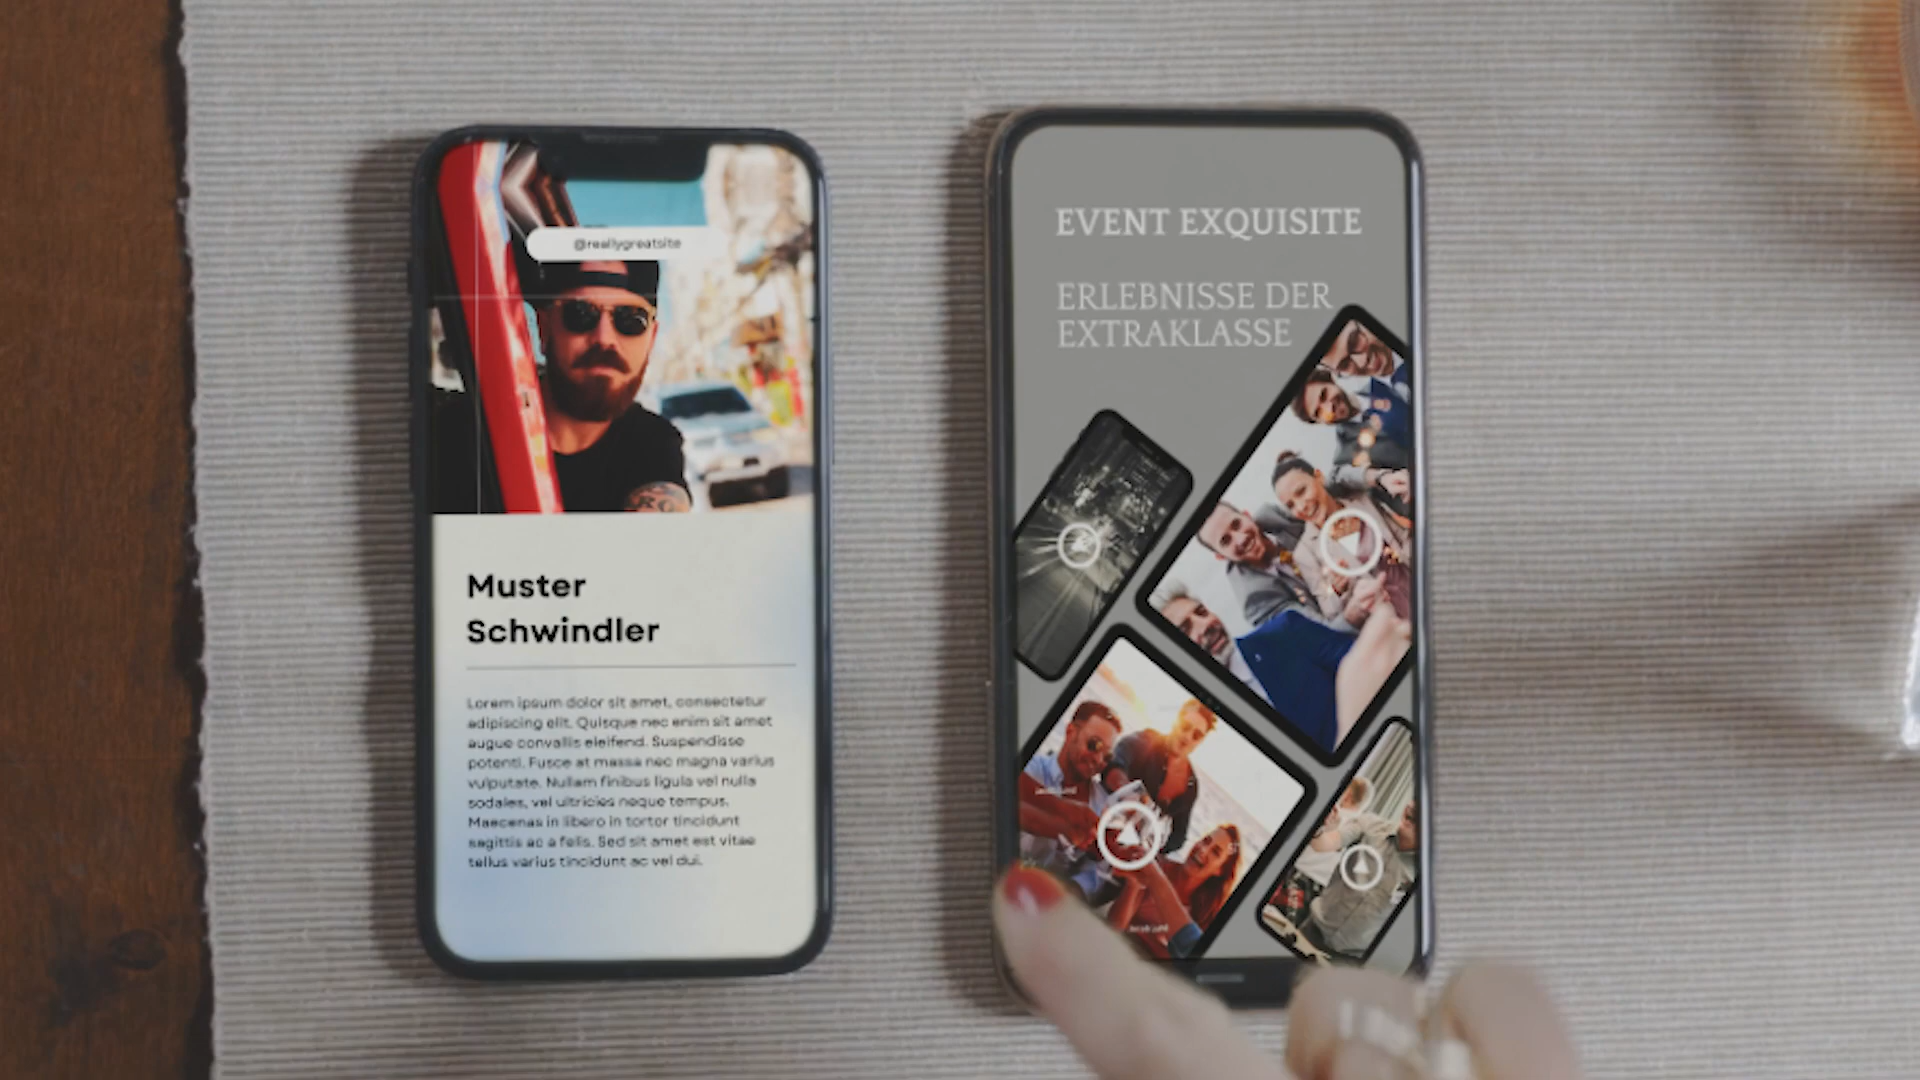 @reallygreatsite
Muster
Schwindler
Lorem ipsum dolor sit amet, consectetur
adipiscing elit. Quisque nec enim sit amet
augue convallis eleifend. Suspendisse
potenti. Fusce at massa nec magna varius
vulputate. Nullam finibus ligula vel nulla
sodales, vel ultricies neque tempus.
Maecenas in libero in tortor tincidunt
sagittis ac a felis. Sed sit amet est vitae
tellus varius tincidunt ac vel dui.
EVENT EXQUISITE
ERLEBNISSE DER
EXTRAKLASSE